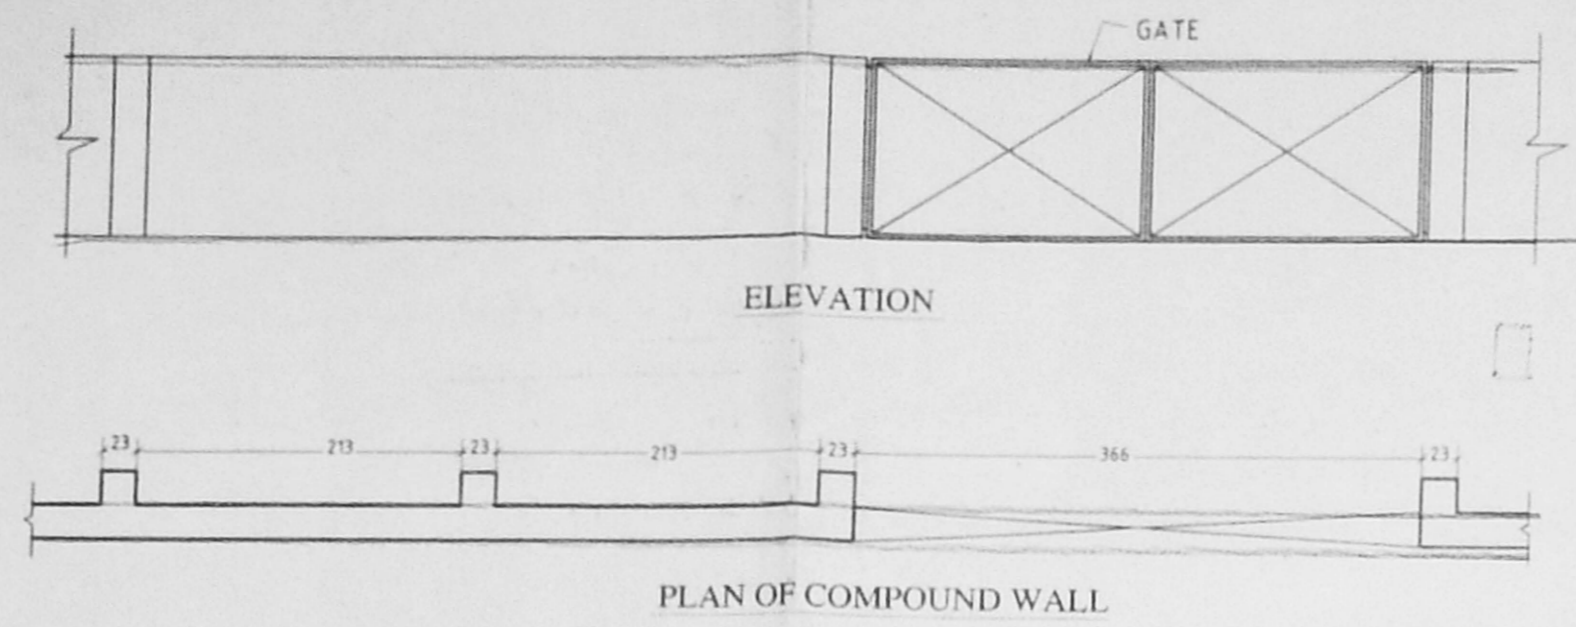 GATE
ELEVATION
23 213 23 213 23 366 23
PLAN OF COMPOUND WALL